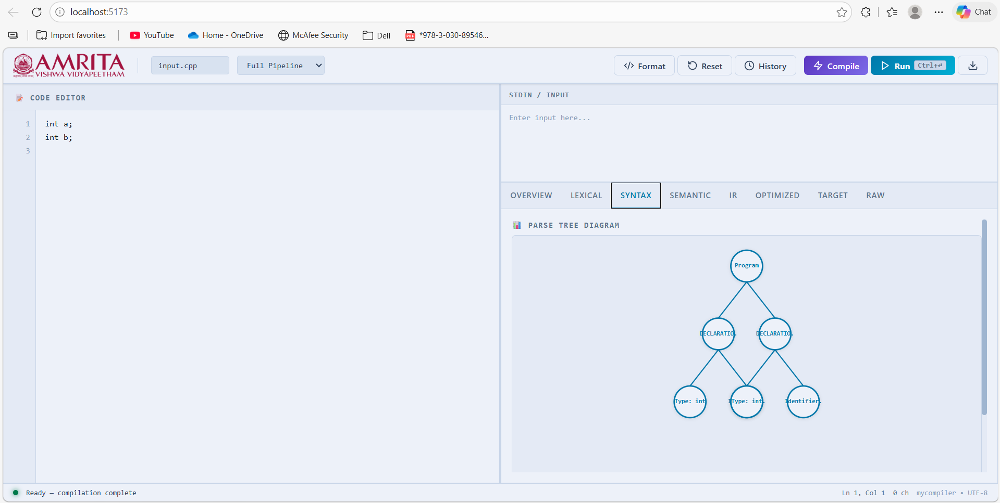 localhost:5173
Chat
Import favorites
YouTube
Home - OneDrive
McAfee Security
Dell
PDF
*978-3-030-89546...
AMRITA
VISHWA VIDYAPEETHAM
input.cpp
Full Pipeline
</> Format
Reset
History
Compile
Run Ctrl+↵
CODE EDITOR
1 int a;
2 int b;
3
STDIN / INPUT
Enter input here...
OVERVIEW
LEXICAL
SYNTAX
SEMANTIC
IR
OPTIMIZED
TARGET
RAW
PARSE TREE DIAGRAM
Program
DECLARATIO.
DECLARATIO.
Type: int
Type: int
Identifier.
Ready — compilation complete
Ln 1, Col 1 0 ch mycompiler • UTF-8